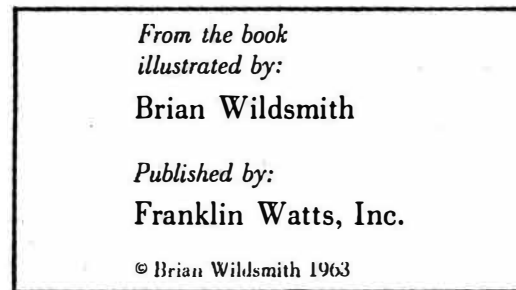 From the book
illustrated by:
Brian Wildsmith
Published by:
Franklin Watts, Inc.
© Brian Wildsmith 1963